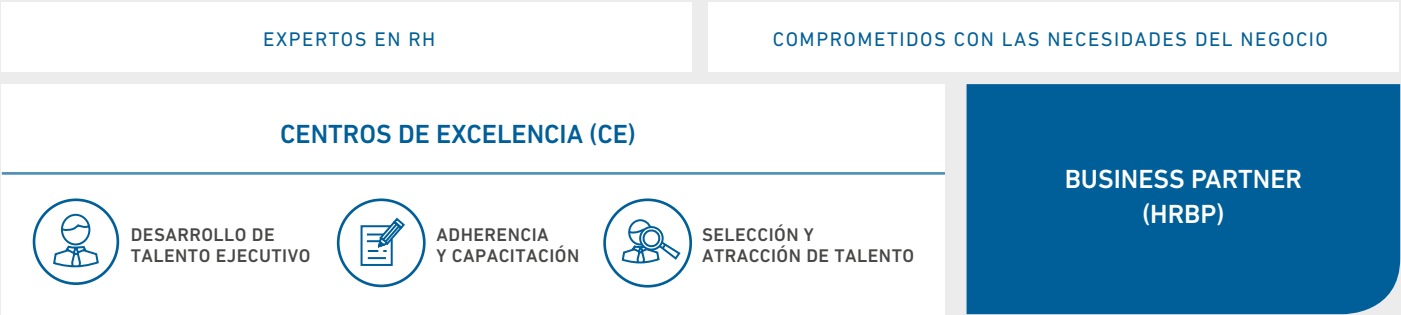 EXPERTOS EN RH
COMPROMETIDOS CON LAS NECESIDADES DEL NEGOCIO
CENTROS DE EXCELENCIA (CE)
DESARROLLO DE
TALENTO EJECUTIVO
ADHERENCIA
Y CAPACITACIÓN
SELECCIÓN Y
ATRACCIÓN DE TALENTO
BUSINESS PARTNER
(HRBP)